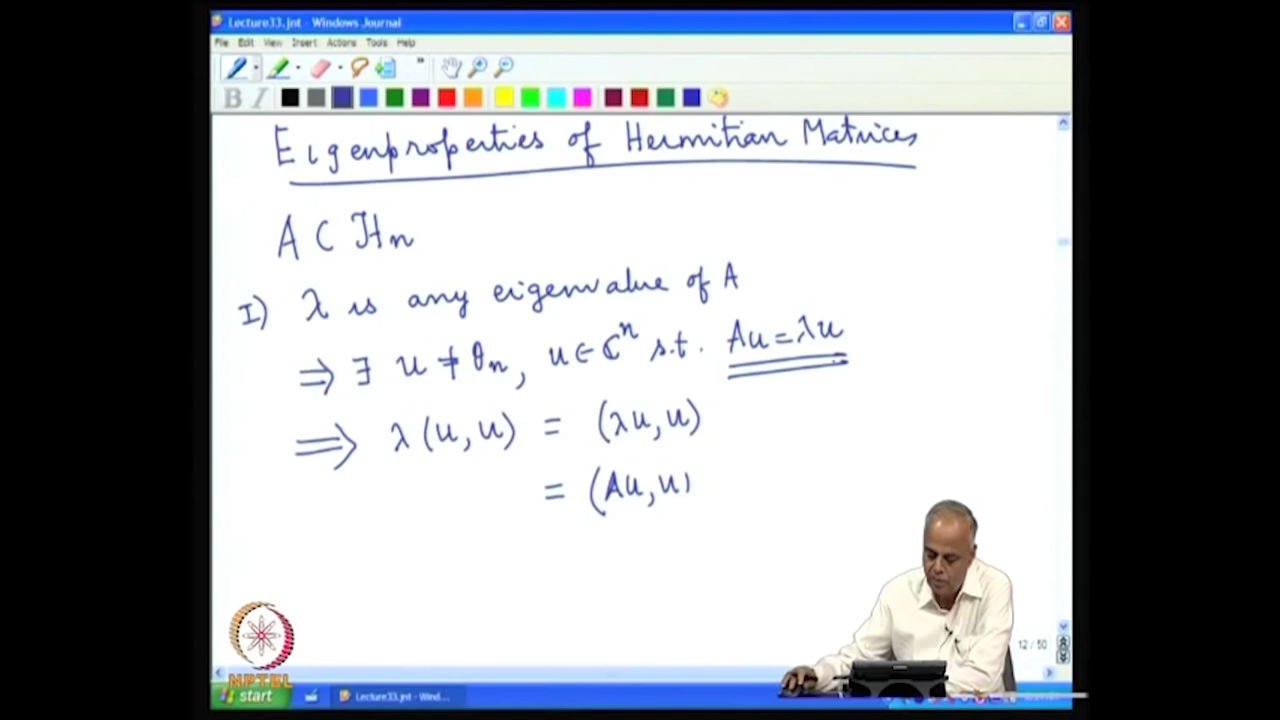 Lecture33.jnt - Windows Journal
File Edit View Insert Actions Tools Help
B I
Eigenproperties of Hermitian Matrices
A ⊂ Hn
I) λ is any eigenvalue of A
⇒ ∃ u ≠ θn, u ∈ ℂ^n s.t. Au = λu
⇒ λ(u, u) = (λu, u)
= (Au, u)
12 / 50
NPTEL
start Lecture33.jnt - Wind...